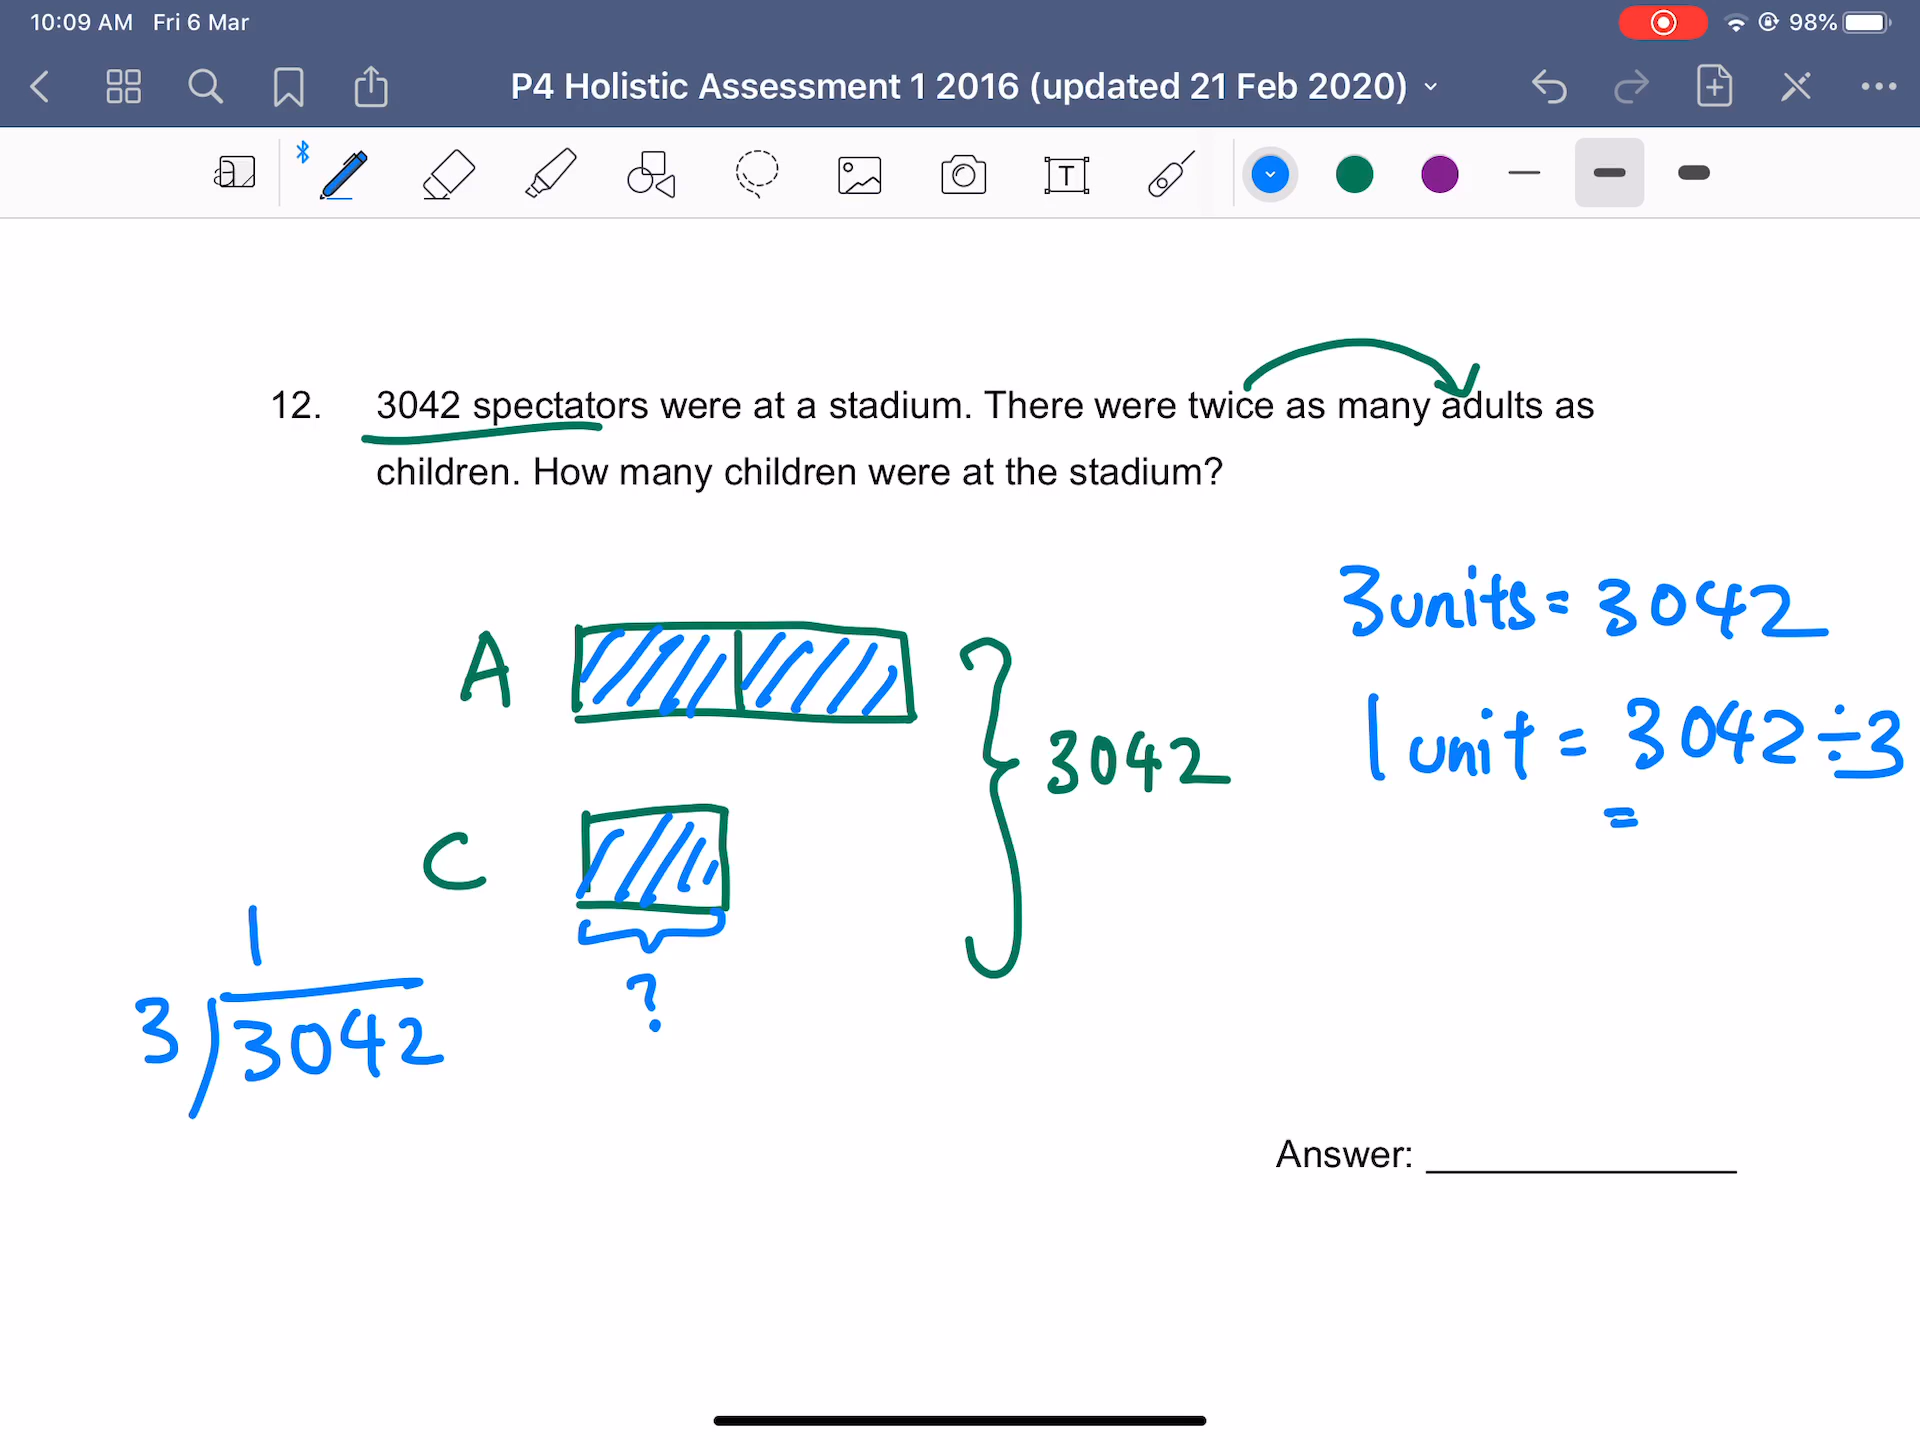 10:09 AM Fri 6 Mar
98%
P4 Holistic Assessment 1 2016 (updated 21 Feb 2020)
T
12. 3042 spectators were at a stadium. There were twice as many adults as
children. How many children were at the stadium?
3 units = 3042
A
1 unit = 3042 ÷ 3
3042
=
C
1
?
3 3042
Answer: